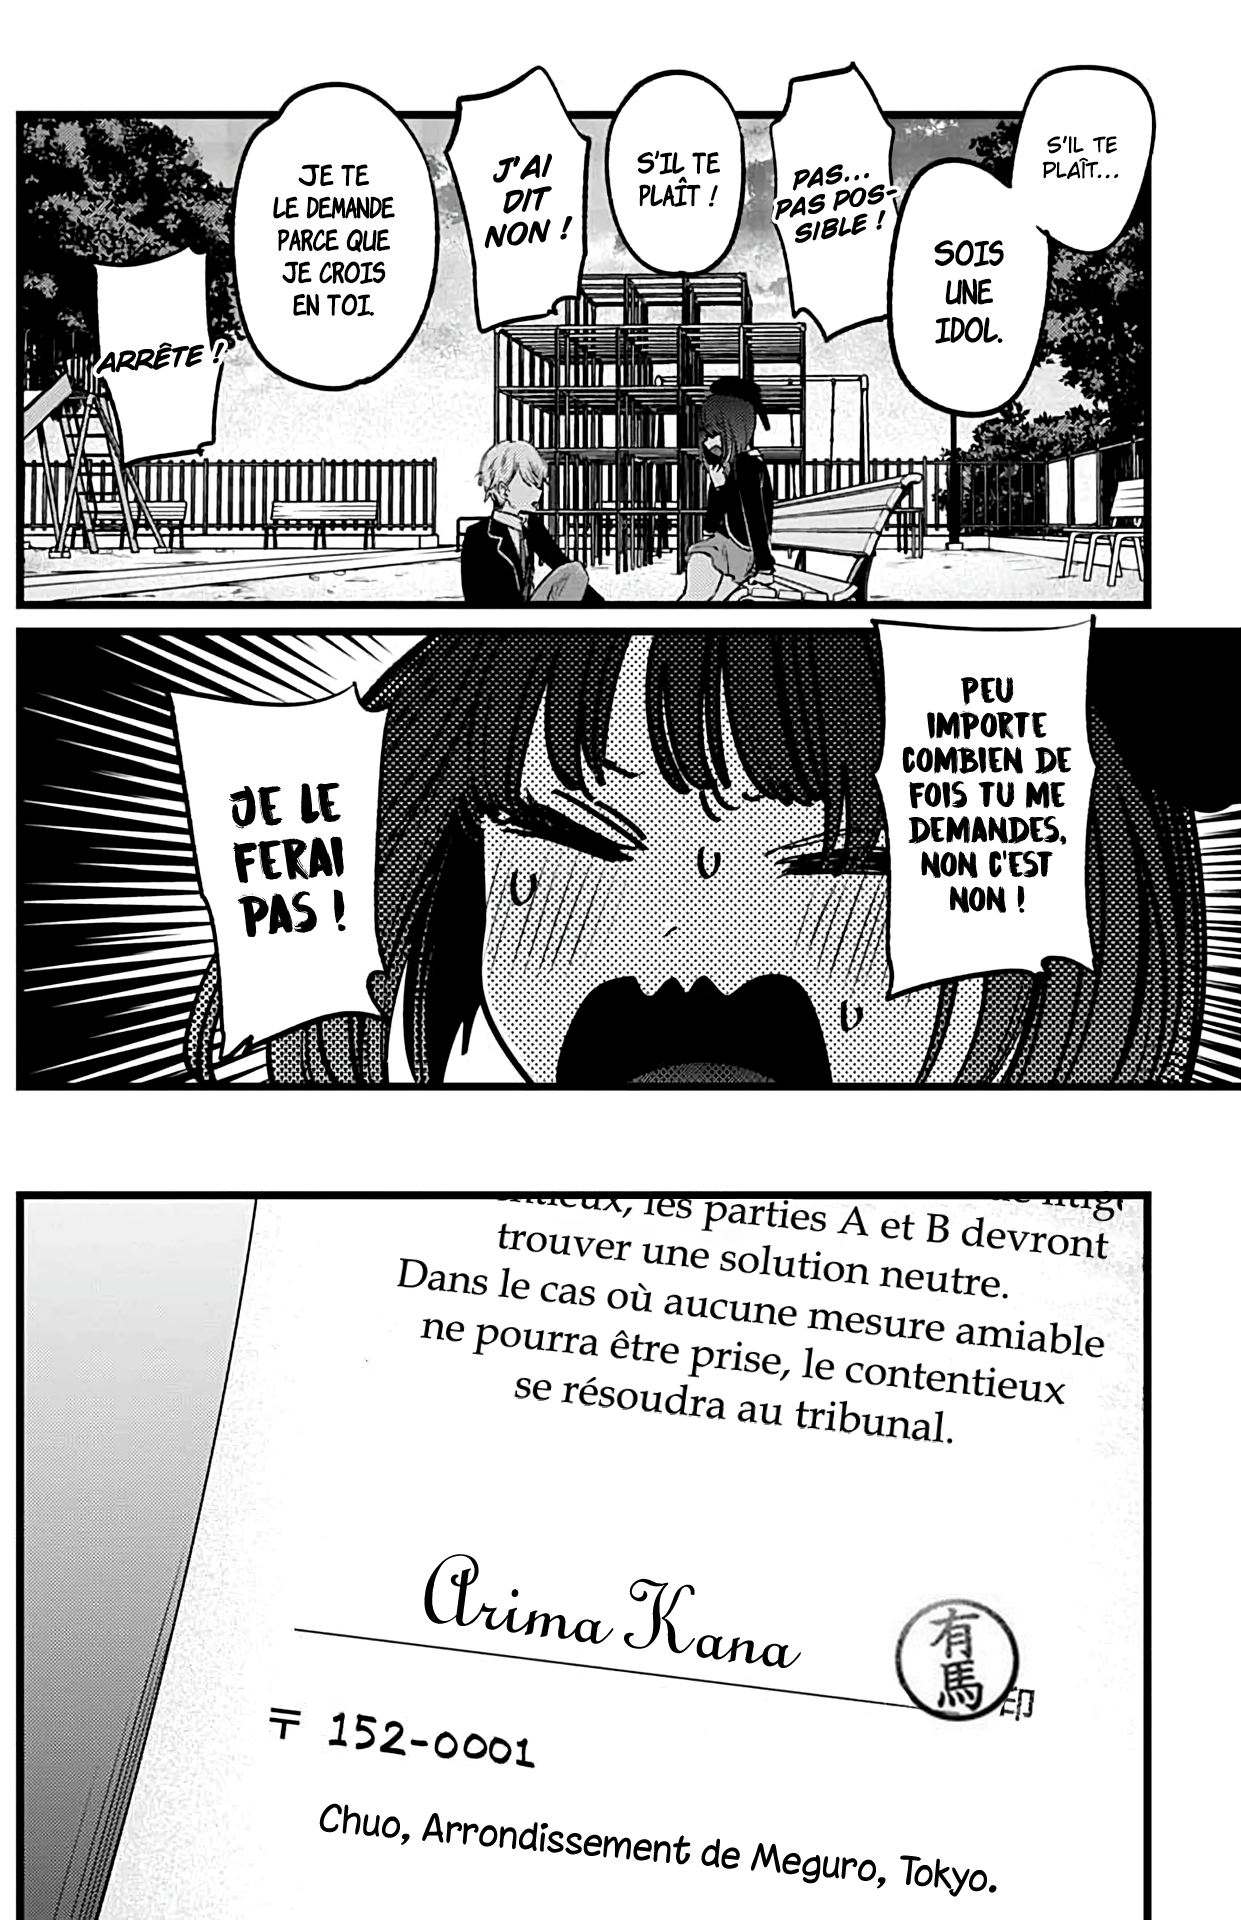 S'IL TE
PLAÎT...
SOIS
UNE
IDOL.
PAS...
PAS POS-
SIBLE !
S'IL TE
PLAÎT !
J'AI
DIT
NON !
JE TE
LE DEMANDE
PARCE QUE
JE CROIS
EN TOI.
ARRÊTE !
PEU
IMPORTE
COMBIEN DE
FOIS TU ME
DEMANDES,
NON C'EST
NON !
JE LE
FERAI
PAS !
les parties A et B devront
trouver une solution neutre.
Dans le cas où aucune mesure amiable
ne pourra être prise, le contentieux
se résoudra au tribunal.
Arima Kana
有馬
印
〒 152-0001
Chuo, Arrondissement de Meguro, Tokyo.